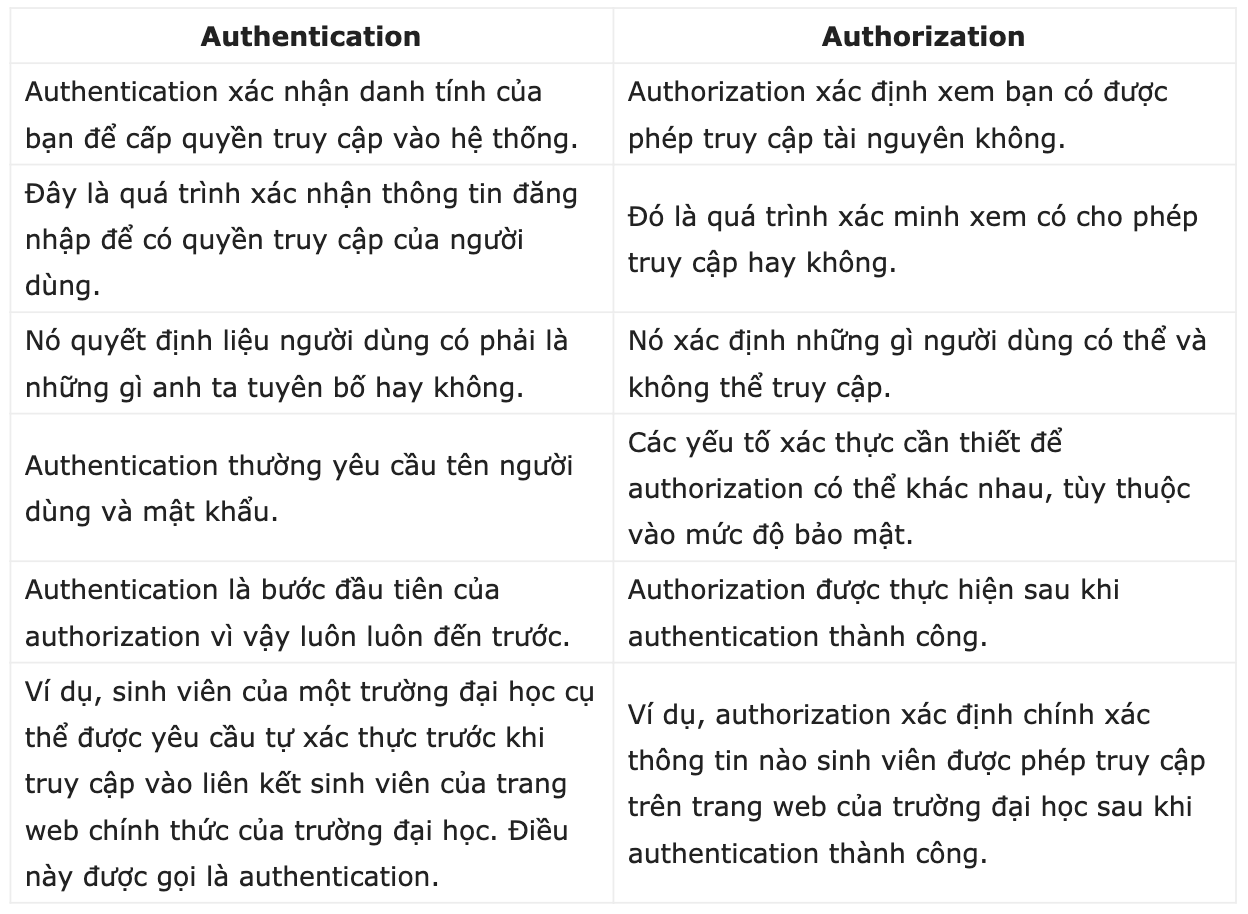 Authentication
Authorization
Authentication xác nhận danh tính của
bạn để cấp quyền truy cập vào hệ thống.
Authorization xác định xem bạn có được
phép truy cập tài nguyên không.
Đây là quá trình xác nhận thông tin đăng
nhập để có quyền truy cập của người
dùng.
Đó là quá trình xác minh xem có cho phép
truy cập hay không.
Nó quyết định liệu người dùng có phải là
những gì anh ta tuyên bố hay không.
Nó xác định những gì người dùng có thể và
không thể truy cập.
Authentication thường yêu cầu tên người
dùng và mật khẩu.
Các yếu tố xác thực cần thiết để
authorization có thể khác nhau, tùy thuộc
vào mức độ bảo mật.
Authentication là bước đầu tiên của
authorization vì vậy luôn luôn đến trước.
Authorization được thực hiện sau khi
authentication thành công.
Ví dụ, sinh viên của một trường đại học cụ
thể được yêu cầu tự xác thực trước khi
truy cập vào liên kết sinh viên của trang
web chính thức của trường đại học. Điều
này được gọi là authentication.
Ví dụ, authorization xác định chính xác
thông tin nào sinh viên được phép truy cập
trên trang web của trường đại học sau khi
authentication thành công.